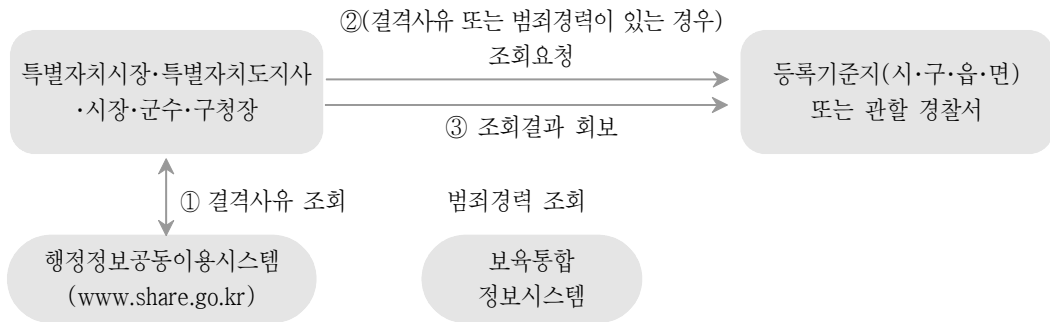 ②(결격사유 또는 범죄경력이 있는 경우)
조회요청
특별자치시장·특별자치도지사
·시장·군수·구청장
등록기준지(시·구·읍·면)
또는 관할 경찰서
③ 조회결과 회보
① 결격사유 조회
범죄경력 조회
행정정보공동이용시스템
(www.share.go.kr)
보육통합
정보시스템